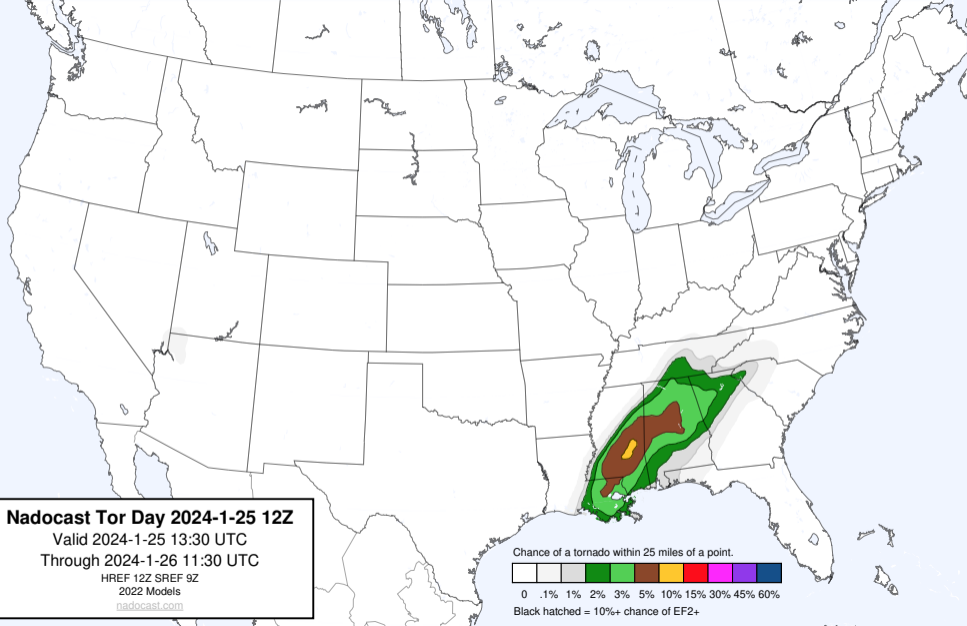 Nadocast Tor Day 2024-1-25 12Z
Valid 2024-1-25 13:30 UTC
Through 2024-1-26 11:30 UTC
HREF 12Z SREF 9Z
2022 Models
nadocast.com
Chance of a tornado within 25 miles of a point.
0 .1% 1% 2% 3% 5% 10% 15% 30% 45% 60%
Black hatched = 10%+ chance of EF2+